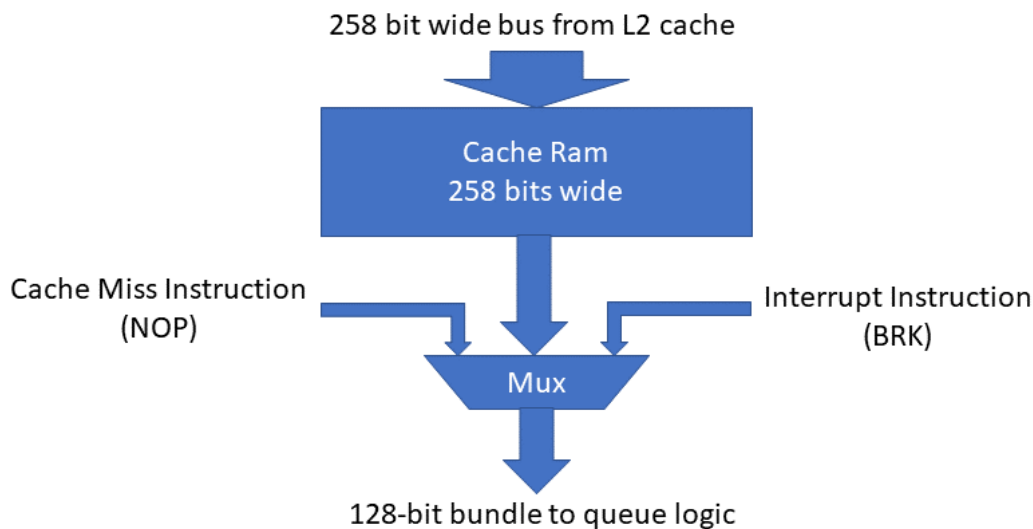 258 bit wide bus from L2 cache
Cache Ram
258 bits wide
Cache Miss Instruction
(NOP)
Interrupt Instruction
(BRK)
Mux
128-bit bundle to queue logic